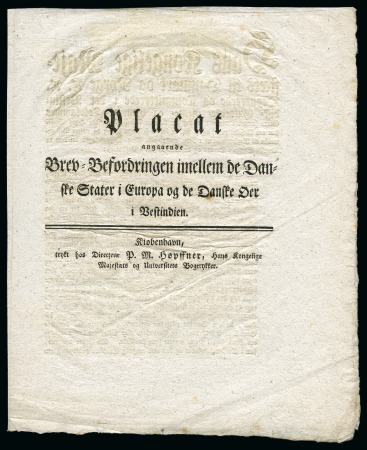 Placat
angaaende
Brev-Befordringen imellem de Dan-
ske Stater i Europa og de Danske Øer
i Vestindien.
Kiøbenhavn,
trykt hos Directeur P. M. Høpffner, Hans Kongelige
Majestæts og Universitets Bogtrykker.